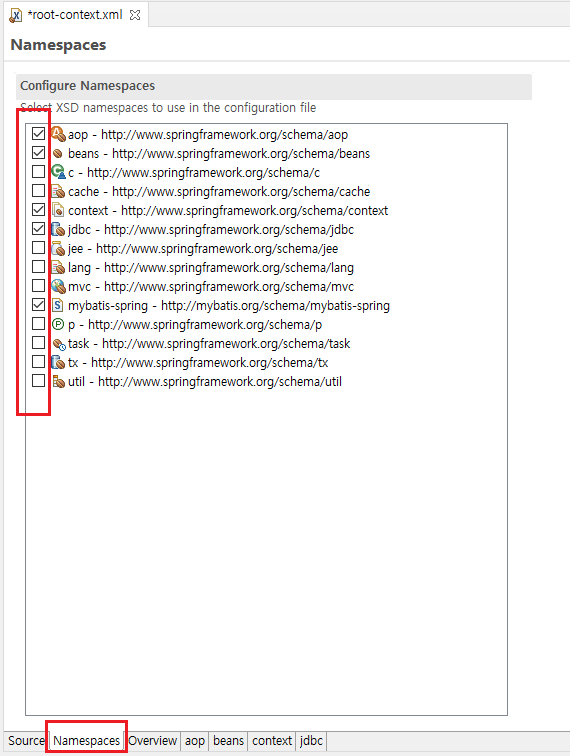 *root-context.xml
Namespaces
Configure Namespaces
Select XSD namespaces to use in the configuration file
aop - http://www.springframework.org/schema/aop
beans - http://www.springframework.org/schema/beans
c - http://www.springframework.org/schema/c
cache - http://www.springframework.org/schema/cache
context - http://www.springframework.org/schema/context
jdbc - http://www.springframework.org/schema/jdbc
jee - http://www.springframework.org/schema/jee
lang - http://www.springframework.org/schema/lang
mvc - http://www.springframework.org/schema/mvc
mybatis-spring - http://mybatis.org/schema/mybatis-spring
p - http://www.springframework.org/schema/p
task - http://www.springframework.org/schema/task
tx - http://www.springframework.org/schema/tx
util - http://www.springframework.org/schema/util
Source Namespaces Overview aop beans context jdbc